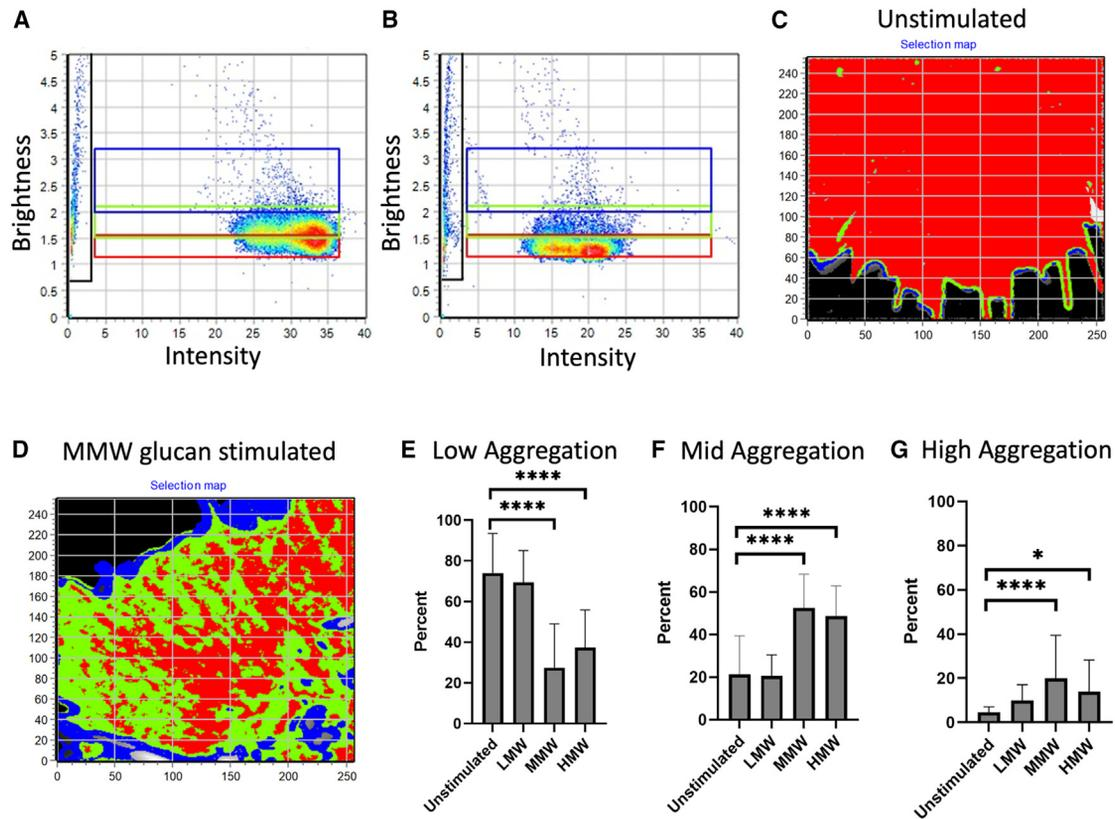 A
B
C Unstimulated
Selection map
5
4.5
4
3.5
3
2.5
2
1.5
1
0.5
0
Brightness
0 5 10 15 20 25 30 35 40
Intensity
5
4.5
4
3.5
3
2.5
2
1.5
1
0.5
0
Brightness
0 5 10 15 20 25 30 35 40
Intensity
240
220
200
180
160
140
120
100
80
60
40
20
0
0 50 100 150 200 250
D MMW glucan stimulated
Selection map
240
220
200
180
160
140
120
100
80
60
40
20
0
0 50 100 150 200 250
E Low Aggregation
****
****
100
80
60
40
20
0
Percent
Unstimulated
LMW
MMW
HMW
F Mid Aggregation
****
****
100
80
60
40
20
0
Percent
Unstimulated
LMW
MMW
HMW
G High Aggregation
*
****
100
80
60
40
20
0
Percent
Unstimulated
LMW
MMW
HMW